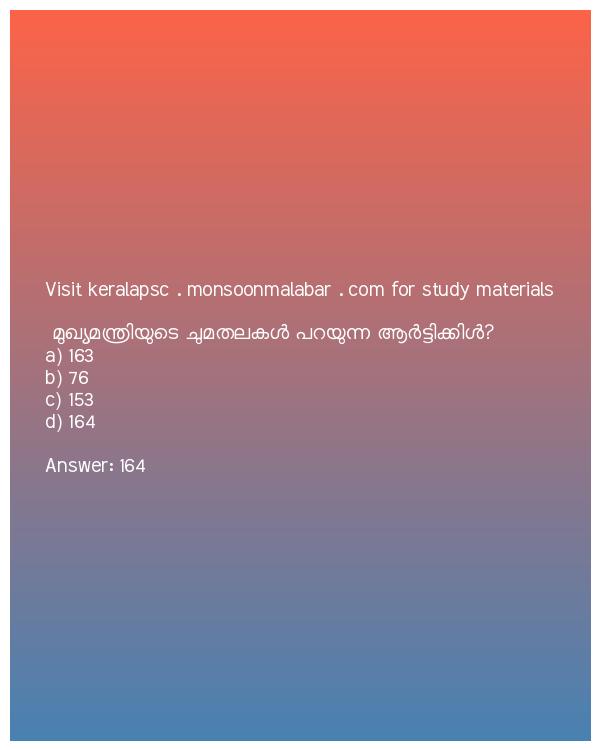 Visit keralapsc . monsoonmalabar . com for study materials
മുഖ്യമന്ത്രിയുടെ ചുമതലകൾ പറയുന്ന ആർട്ടിക്കിൾ?
a) 163
b) 76
c) 153
d) 164
Answer: 164